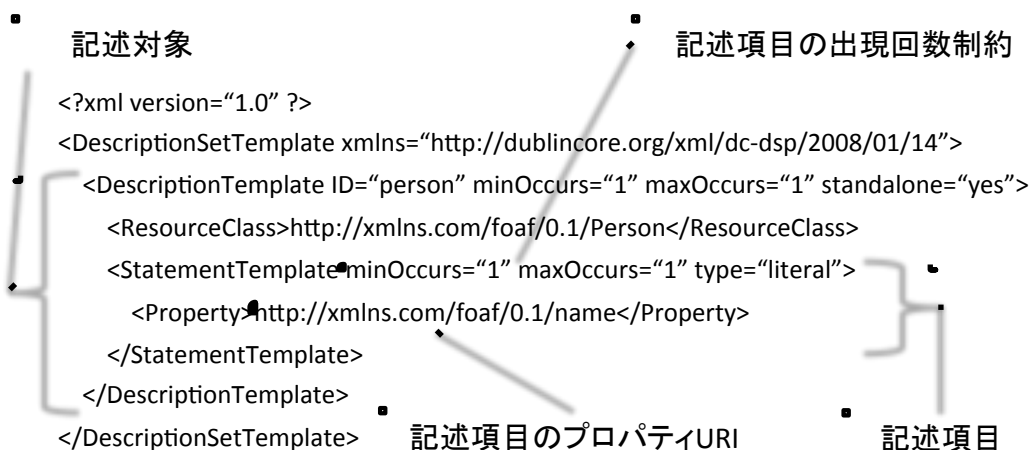 記述対象
記述項目の出現回数制約
<?xml version=“1.0” ?>
<DescriptionSetTemplate xmlns=“http://dublincore.org/xml/dc-dsp/2008/01/14”>
<DescriptionTemplate ID=“person” minOccurs=“1” maxOccurs=“1” standalone=“yes”>
<ResourceClass>http://xmlns.com/foaf/0.1/Person</ResourceClass>
<StatementTemplate minOccurs=“1” maxOccurs=“1” type=“literal”>
<Property>http://xmlns.com/foaf/0.1/name</Property>
</StatementTemplate>
</DescriptionTemplate>
</DescriptionSetTemplate>
記述項目のプロパティURI
記述項目